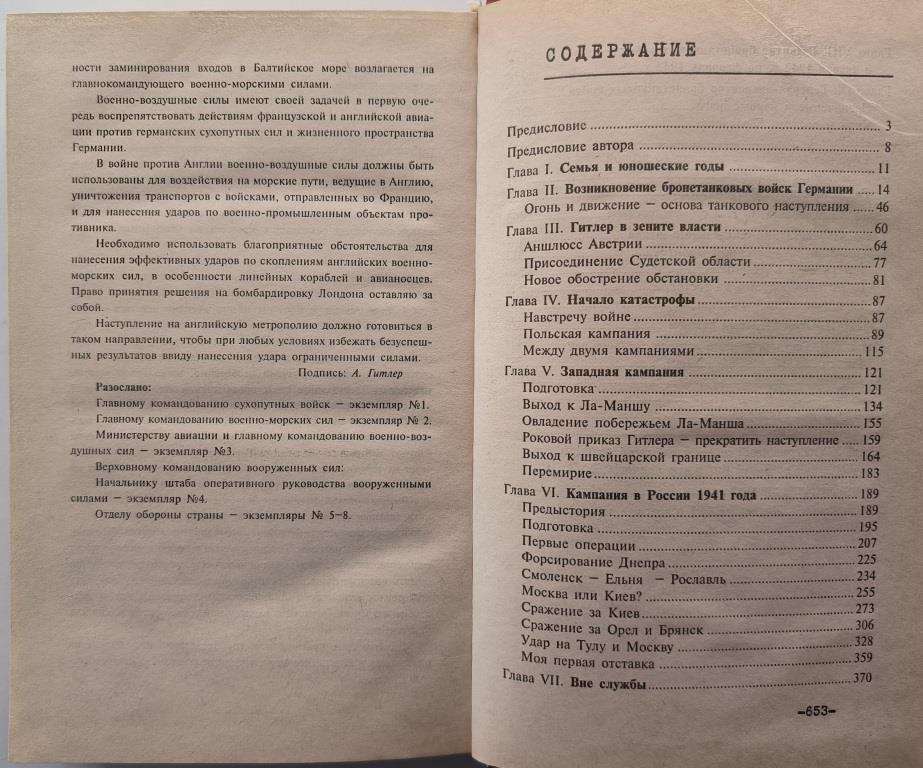 ности заминирования входов в Балтийское море возлагается на
главнокомандующего военно-морскими силами.
Военно-воздушные силы имеют своей задачей в первую оче-
редь воспрепятствовать действиям французской и английской авиа-
ции против германских сухопутных сил и жизненного пространства
Германии.
В войне против Англии военно-воздушные силы должны быть
использованы для воздействия на морские пути, ведущие в Англию,
уничтожения транспортов с войсками, отправленных во Францию,
и для нанесения ударов по военно-промышленным объектам про-
тивника.
Необходимо использовать благоприятные обстоятельства для
нанесения эффективных ударов по скоплениям английских военно-
морских сил, в особенности линейных кораблей и авианосцев.
Право принятия решения на бомбардировку Лондона оставляю за
собой.
Наступление на английскую метрополию должно готовиться в
таком направлении, чтобы при любых условиях избежать безуспеш-
ных результатов ввиду нанесения удара ограниченными силами.
Подпись: А. Гитлер
Разослано:
Главному командованию сухопутных войск – экземпляр №1.
Главному командованию военно-морских сил – экземпляр № 2.
Министерству авиации и главному командованию военно-воз-
душных сил – экземпляр №3.
Верховному командованию вооруженных сил:
Начальнику штаба оперативного руководства вооруженными
силами – экземпляр №4.
Отделу обороны страны – экземпляры № 5–8.
СОДЕРЖАНИЕ
Предисловие 3
Предисловие автора 8
Глава I. Семья и юношеские годы 11
Глава II. Возникновение бронетанковых войск Германии 14
Огонь и движение – основа танкового наступления 46
Глава III. Гитлер в зените власти 60
Аншлюсс Австрии 64
Присоединение Судетской области 77
Новое обострение обстановки 81
Глава IV. Начало катастрофы 87
Навстречу войне 87
Польская кампания 89
Между двумя кампаниями 115
Глава V. Западная кампания 121
Подготовка 121
Выход к Ла-Маншу 134
Овладение побережьем Ла-Манша 155
Роковой приказ Гитлера – прекратить наступление 159
Выход к швейцарской границе 164
Перемирие 183
Глава VI. Кампания в России 1941 года 189
Предыстория 189
Подготовка 195
Первые операции 207
Форсирование Днепра 225
Смоленск – Ельня – Рославль 234
Москва или Киев? 255
Сражение за Киев 273
Сражение за Орел и Брянск 306
Удар на Тулу и Москву 328
Моя первая отставка 359
Глава VII. Вне службы 370
–653–